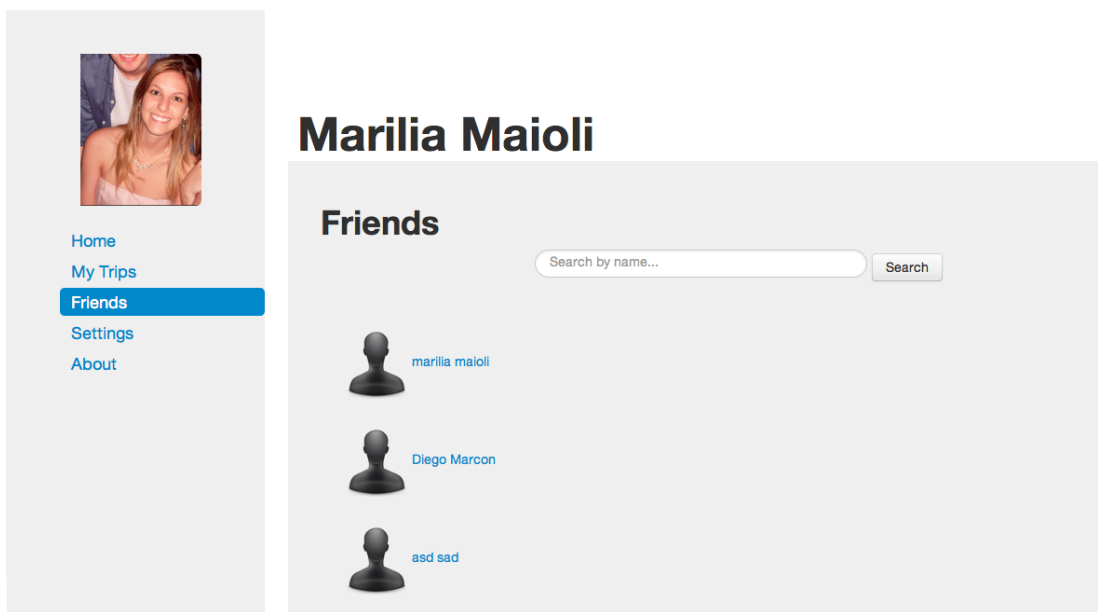 Marilia Maioli
Home
My Trips
Friends
Settings
About
Friends
Search by name...
Search
marilia maioli
Diego Marcon
asd sad